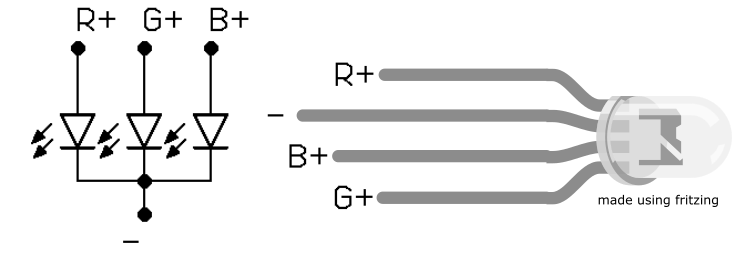 R+ G+ B+
−
R+
−
B+
G+
made using fritzing